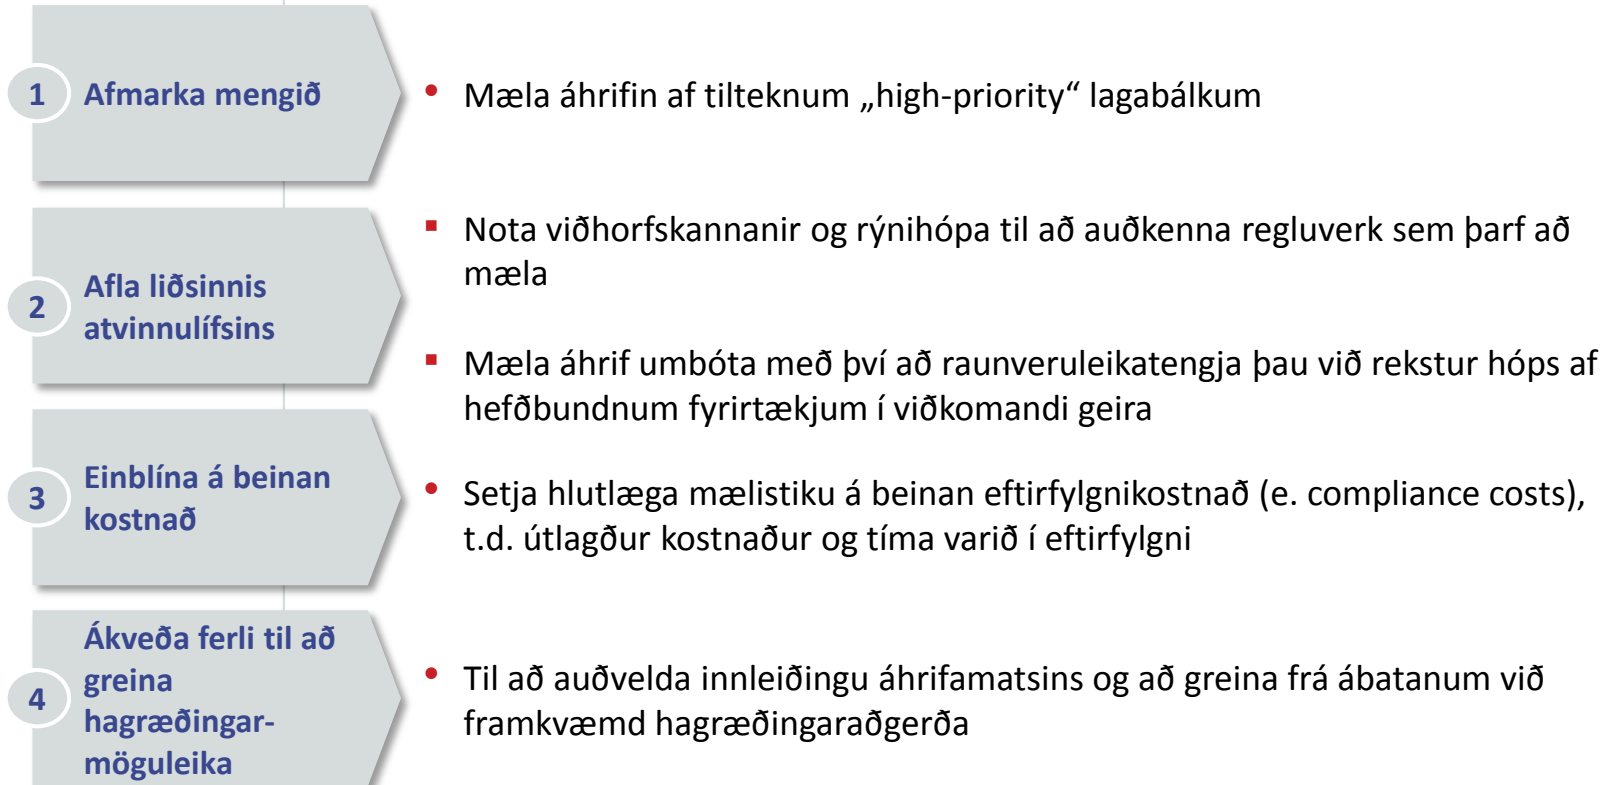 1
Afmarka mengið
• Mæla áhrifin af tilteknum „high-priority“ lagabálkum
2
Afla liðsinnis
atvinnulífsins
▪ Nota viðhorfskannanir og rýnihópa til að auðkenna regluverk sem þarf að
mæla
▪ Mæla áhrif umbóta með því að raunveruleikatengja þau við rekstur hóps af
hefðbundnum fyrirtækjum í viðkomandi geira
3
Einblína á beinan
kostnað
• Setja hlutlæga mælistiku á beinan eftirfylgnikostnað (e. compliance costs),
t.d. útlagður kostnaður og tíma varið í eftirfylgni
4
Ákveða ferli til að
greina
hagræðingar-
möguleika
• Til að auðvelda innleiðingu áhrifamatsins og að greina frá ábatanum við
framkvæmd hagræðingaraðgerða